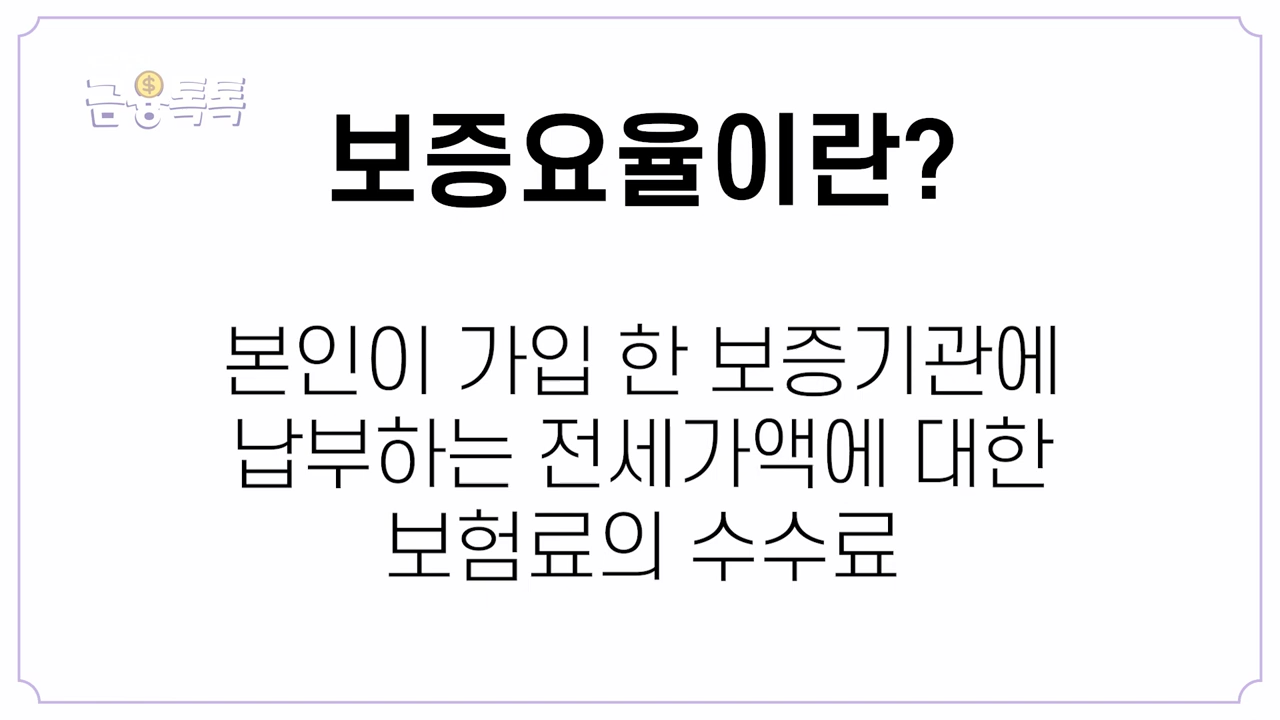 금융톡톡
보증요율이란?
본인이 가입 한 보증기관에
납부하는 전세가액에 대한
보험료의 수수료